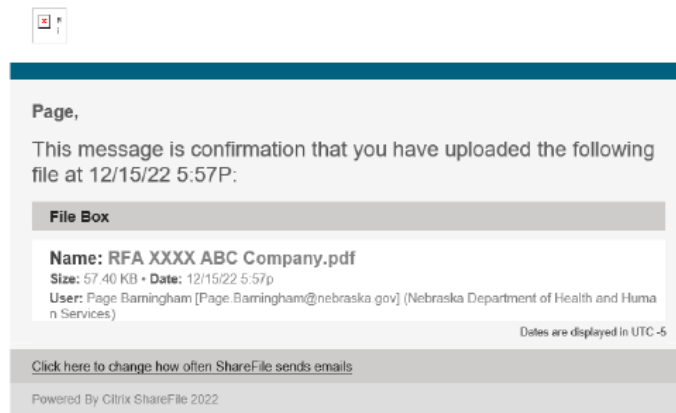 Page,
This message is confirmation that you have uploaded the following
file at 12/15/22 5:57P:
File Box
Name: RFA XXXX ABC Company.pdf
Size: 57.40 KB • Date: 12/15/22 5:57p
User: Page Barningham [Page.Barningham@nebraska.gov] (Nebraska Department of Health and Huma
n Services)
Dates are displayed in UTC -5
Click here to change how often ShareFile sends emails
Powered By Citrix ShareFile 2022